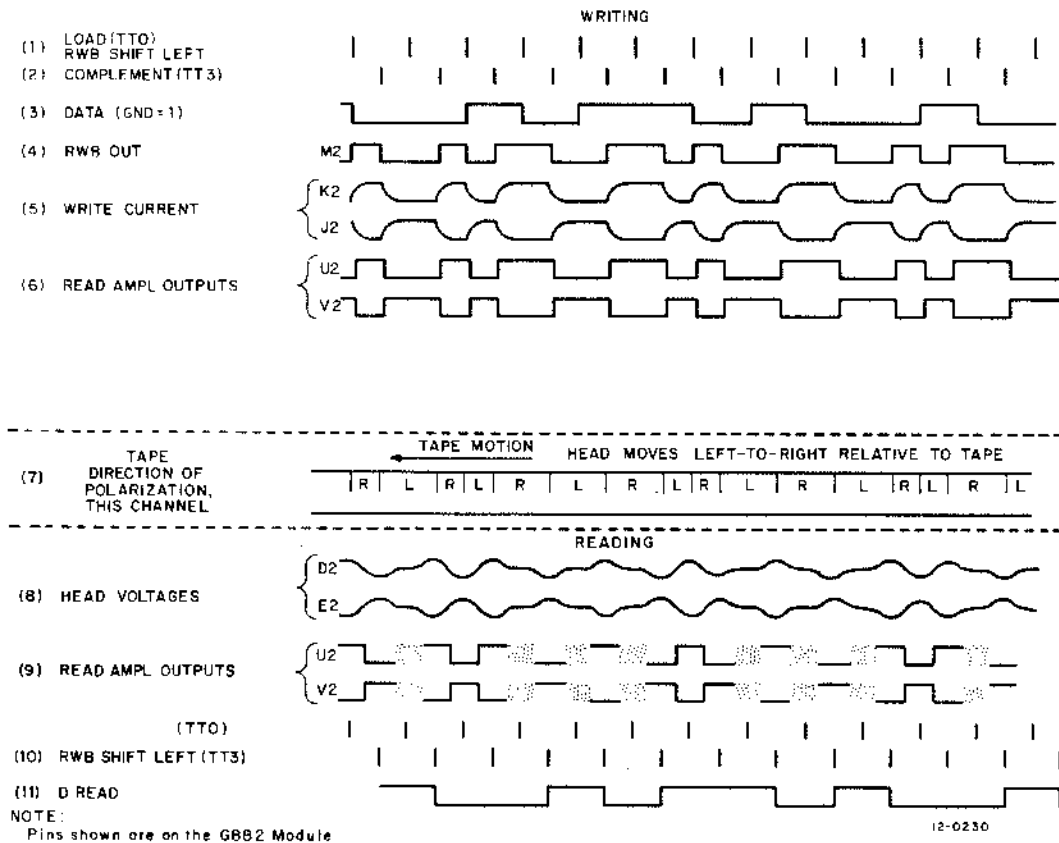 WRITING
(1) LOAD (TT0)
RWB SHIFT LEFT
(2) COMPLEMENT (TT3)
(3) DATA (GND=1)
(4) RWB OUT M2
K2
(5) WRITE CURRENT
J2
U2
(6) READ AMPL OUTPUTS
V2
TAPE MOTION HEAD MOVES LEFT-TO-RIGHT RELATIVE TO TAPE
(7) TAPE
DIRECTION OF
POLARIZATION,
THIS CHANNEL
R L R L R L R L R L R L R L R L
READING
D2
(8) HEAD VOLTAGES
E2
U2
(9) READ AMPL OUTPUTS
V2
(TT0)
(10) RWB SHIFT LEFT (TT3)
(11) D READ
NOTE:
Pins shown are on the G882 Module
12-0230